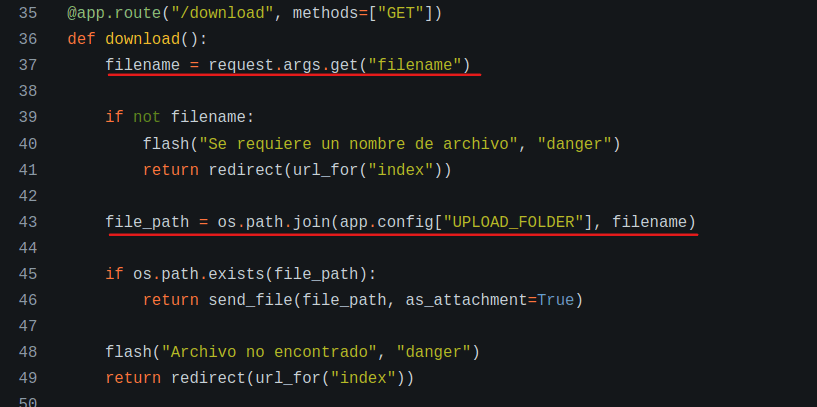 35 @app.route("/download", methods=["GET"])
36 def download():
37     filename = request.args.get("filename")
38
39     if not filename:
40         flash("Se requiere un nombre de archivo", "danger")
41         return redirect(url_for("index"))
42
43     file_path = os.path.join(app.config["UPLOAD_FOLDER"], filename)
44
45     if os.path.exists(file_path):
46         return send_file(file_path, as_attachment=True)
47
48     flash("Archivo no encontrado", "danger")
49     return redirect(url_for("index"))
50